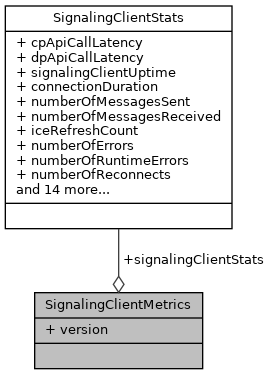 SignalingClientStats
+ cpApiCallLatency
+ dpApiCallLatency
+ signalingClientUptime
+ connectionDuration
+ numberOfMessagesSent
+ numberOfMessagesReceived
+ iceRefreshCount
+ numberOfErrors
+ numberOfRuntimeErrors
+ numberOfReconnects
and 14 more...
+signalingClientStats
SignalingClientMetrics
+ version